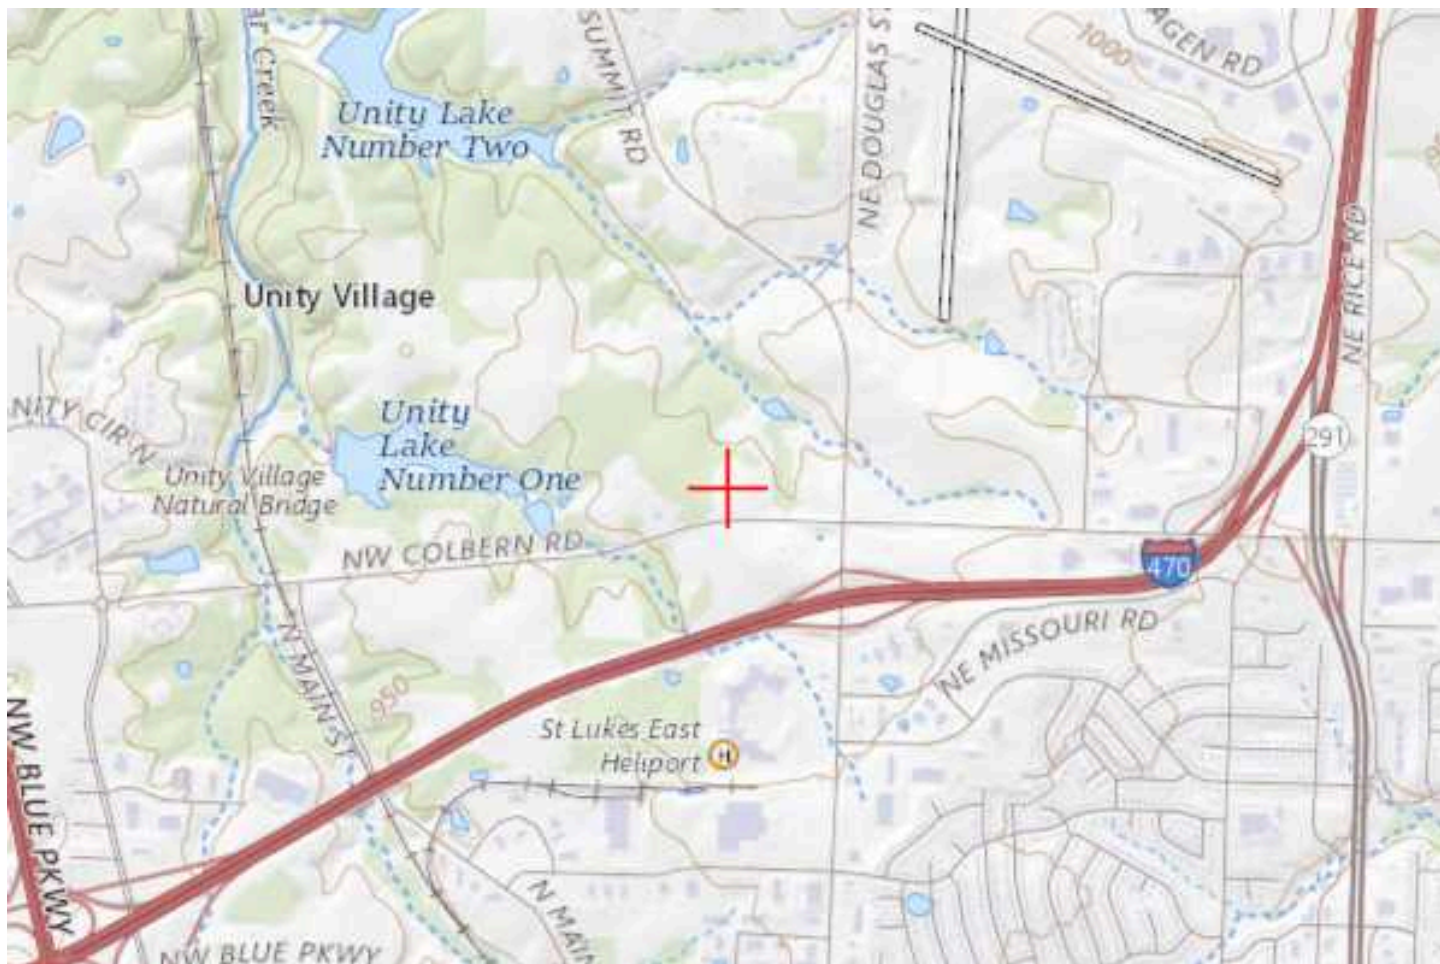 Creek
SUMMIT RD
NE DOUGLAS
AGEN RD
1000
Unity Lake
Number Two
NE RICE RD
Unity Village
Unity
Lake
Number One
NITY CIR N
Unity Village
Natural Bridge
291
NW COLBERN RD
470
N MAIN ST
950
NE MISSOURI RD
St Lukes East
Heliport
H
NW BLUE PKWY
N MAIN
NW BLUE PKWY